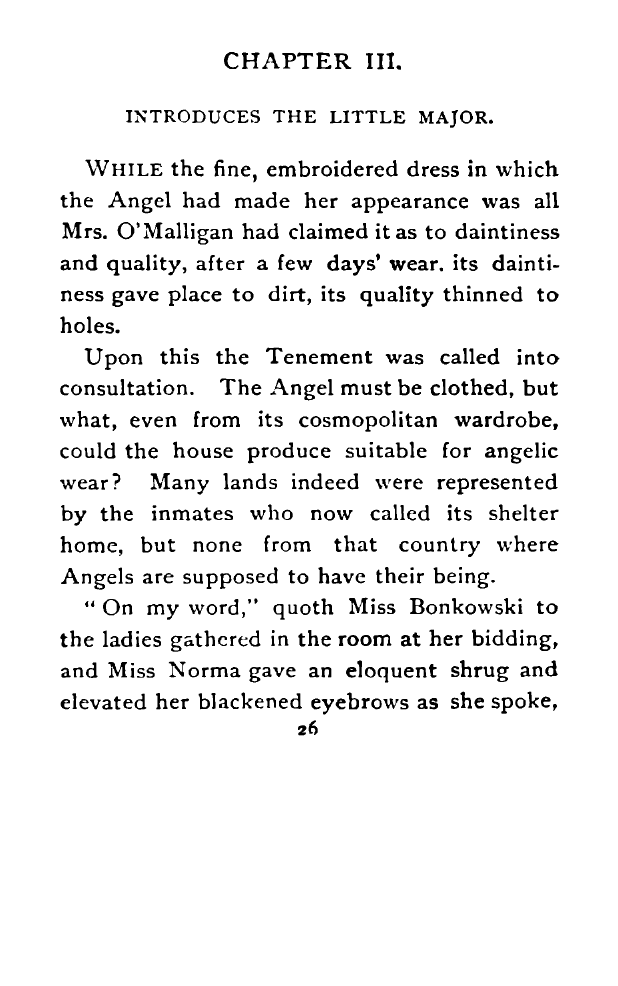 CHAPTER III.
INTRODUCES THE LITTLE MAJOR.
WHILE the fine, embroidered dress in which
the Angel had made her appearance was all
Mrs. O'Malligan had claimed it as to daintiness
and quality, after a few days' wear. its dainti-
ness gave place to dirt, its quality thinned to
holes.
Upon this the Tenement was called into
consultation. The Angel must be clothed, but
what, even from its cosmopolitan wardrobe,
could the house produce suitable for angelic
wear? Many lands indeed were represented
by the inmates who now called its shelter
home, but none from that country where
Angels are supposed to have their being.
"On my word," quoth Miss Bonkowski to
the ladies gathered in the room at her bidding,
and Miss Norma gave an eloquent shrug and
elevated her blackened eyebrows as she spoke,
26